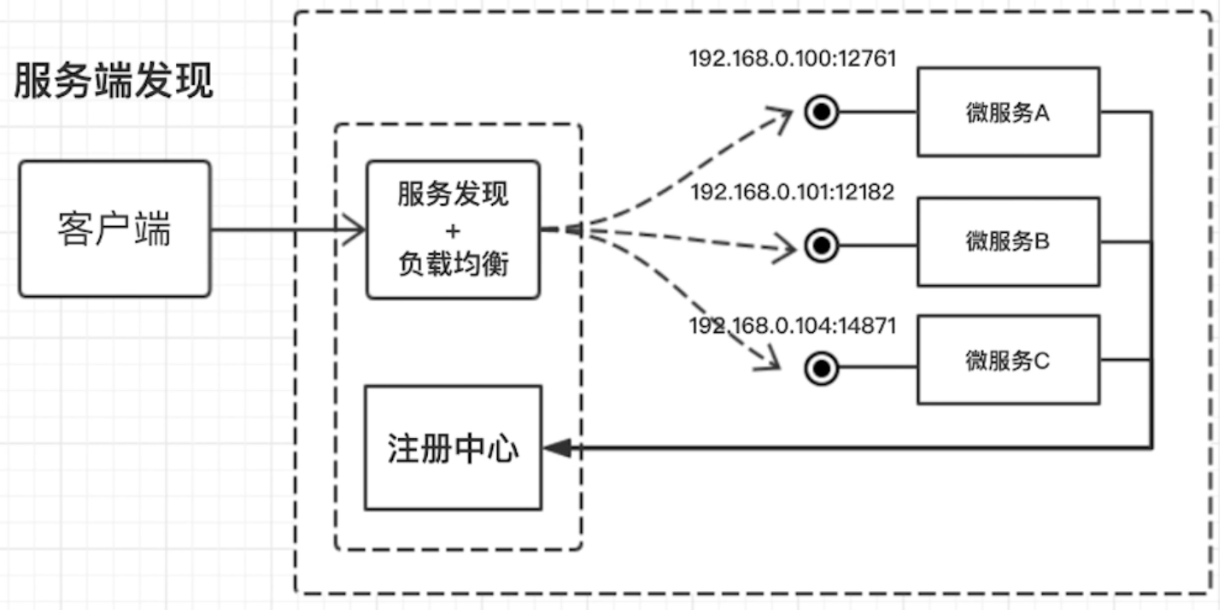 服务端发现
客户端
服务发现
+
负载均衡
注册中心
192.168.0.100:12761
微服务A
192.168.0.101:12182
微服务B
192.168.0.104:14871
微服务C